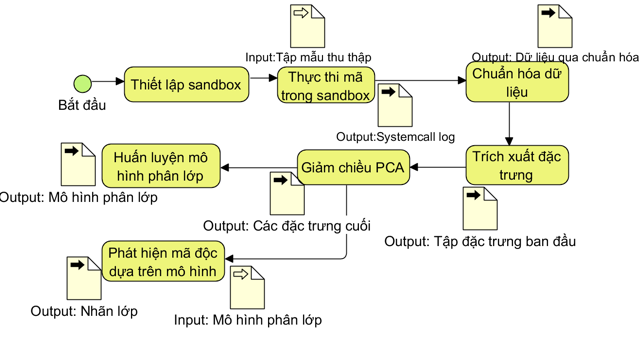 Input:Tập mẫu thu thập
Output: Dữ liệu qua chuẩn hóa
Bắt đầu
Thiết lập sandbox
Thực thi mã
trong sandbox
Chuẩn hóa dữ
liệu
Output:Systemcall log
Huấn luyện mô
hình phân lớp
Giảm chiều PCA
Trích xuất đặc
trưng
Output: Mô hình phân lớp
Output: Các đặc trưng cuối
Output: Tập đặc trưng ban đầu
Phát hiện mã độc
dựa trên mô hình
Output: Nhãn lớp
Input: Mô hình phân lớp